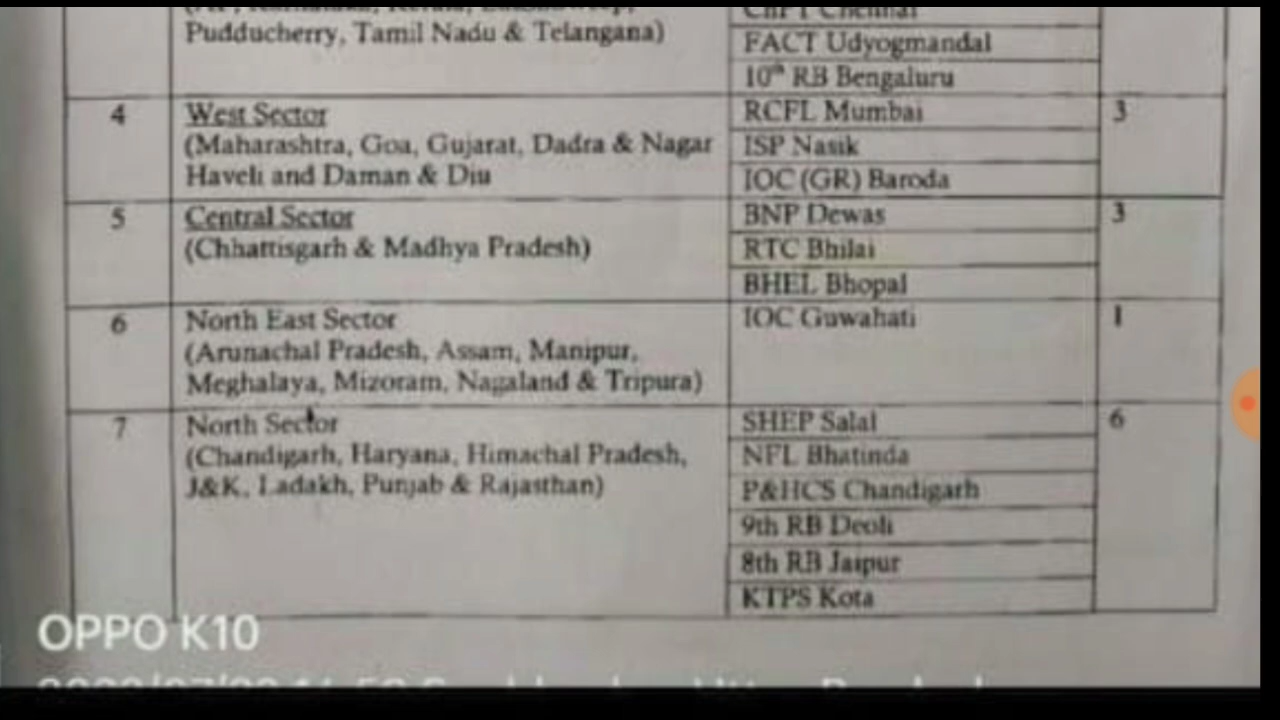 Pudducherry, Tamil Nadu & Telangana)
ChPT Chennai
FACT Udyogmandal
10th RB Bengaluru
4
West Sector
(Maharashtra, Goa, Gujarat, Dadra & Nagar
Haveli and Daman & Diu
RCFL Mumbai
ISP Nasik
IOC (GR) Baroda
3
5
Central Sector
(Chhattisgarh & Madhya Pradesh)
BNP Dewas
RTC Bhilai
BHEL Bhopal
3
6
North East Sector
(Arunachal Pradesh, Assam, Manipur,
Meghalaya, Mizoram, Nagaland & Tripura)
IOC Guwahati
1
7
North Sector
(Chandigarh, Haryana, Himachal Pradesh,
J&K, Ladakh, Punjab & Rajasthan)
SHEP Salal
NFL Bhatinda
P&HCS Chandigarh
9th RB Deoli
8th RB Jaipur
KTPS Kota
6
OPPO K10